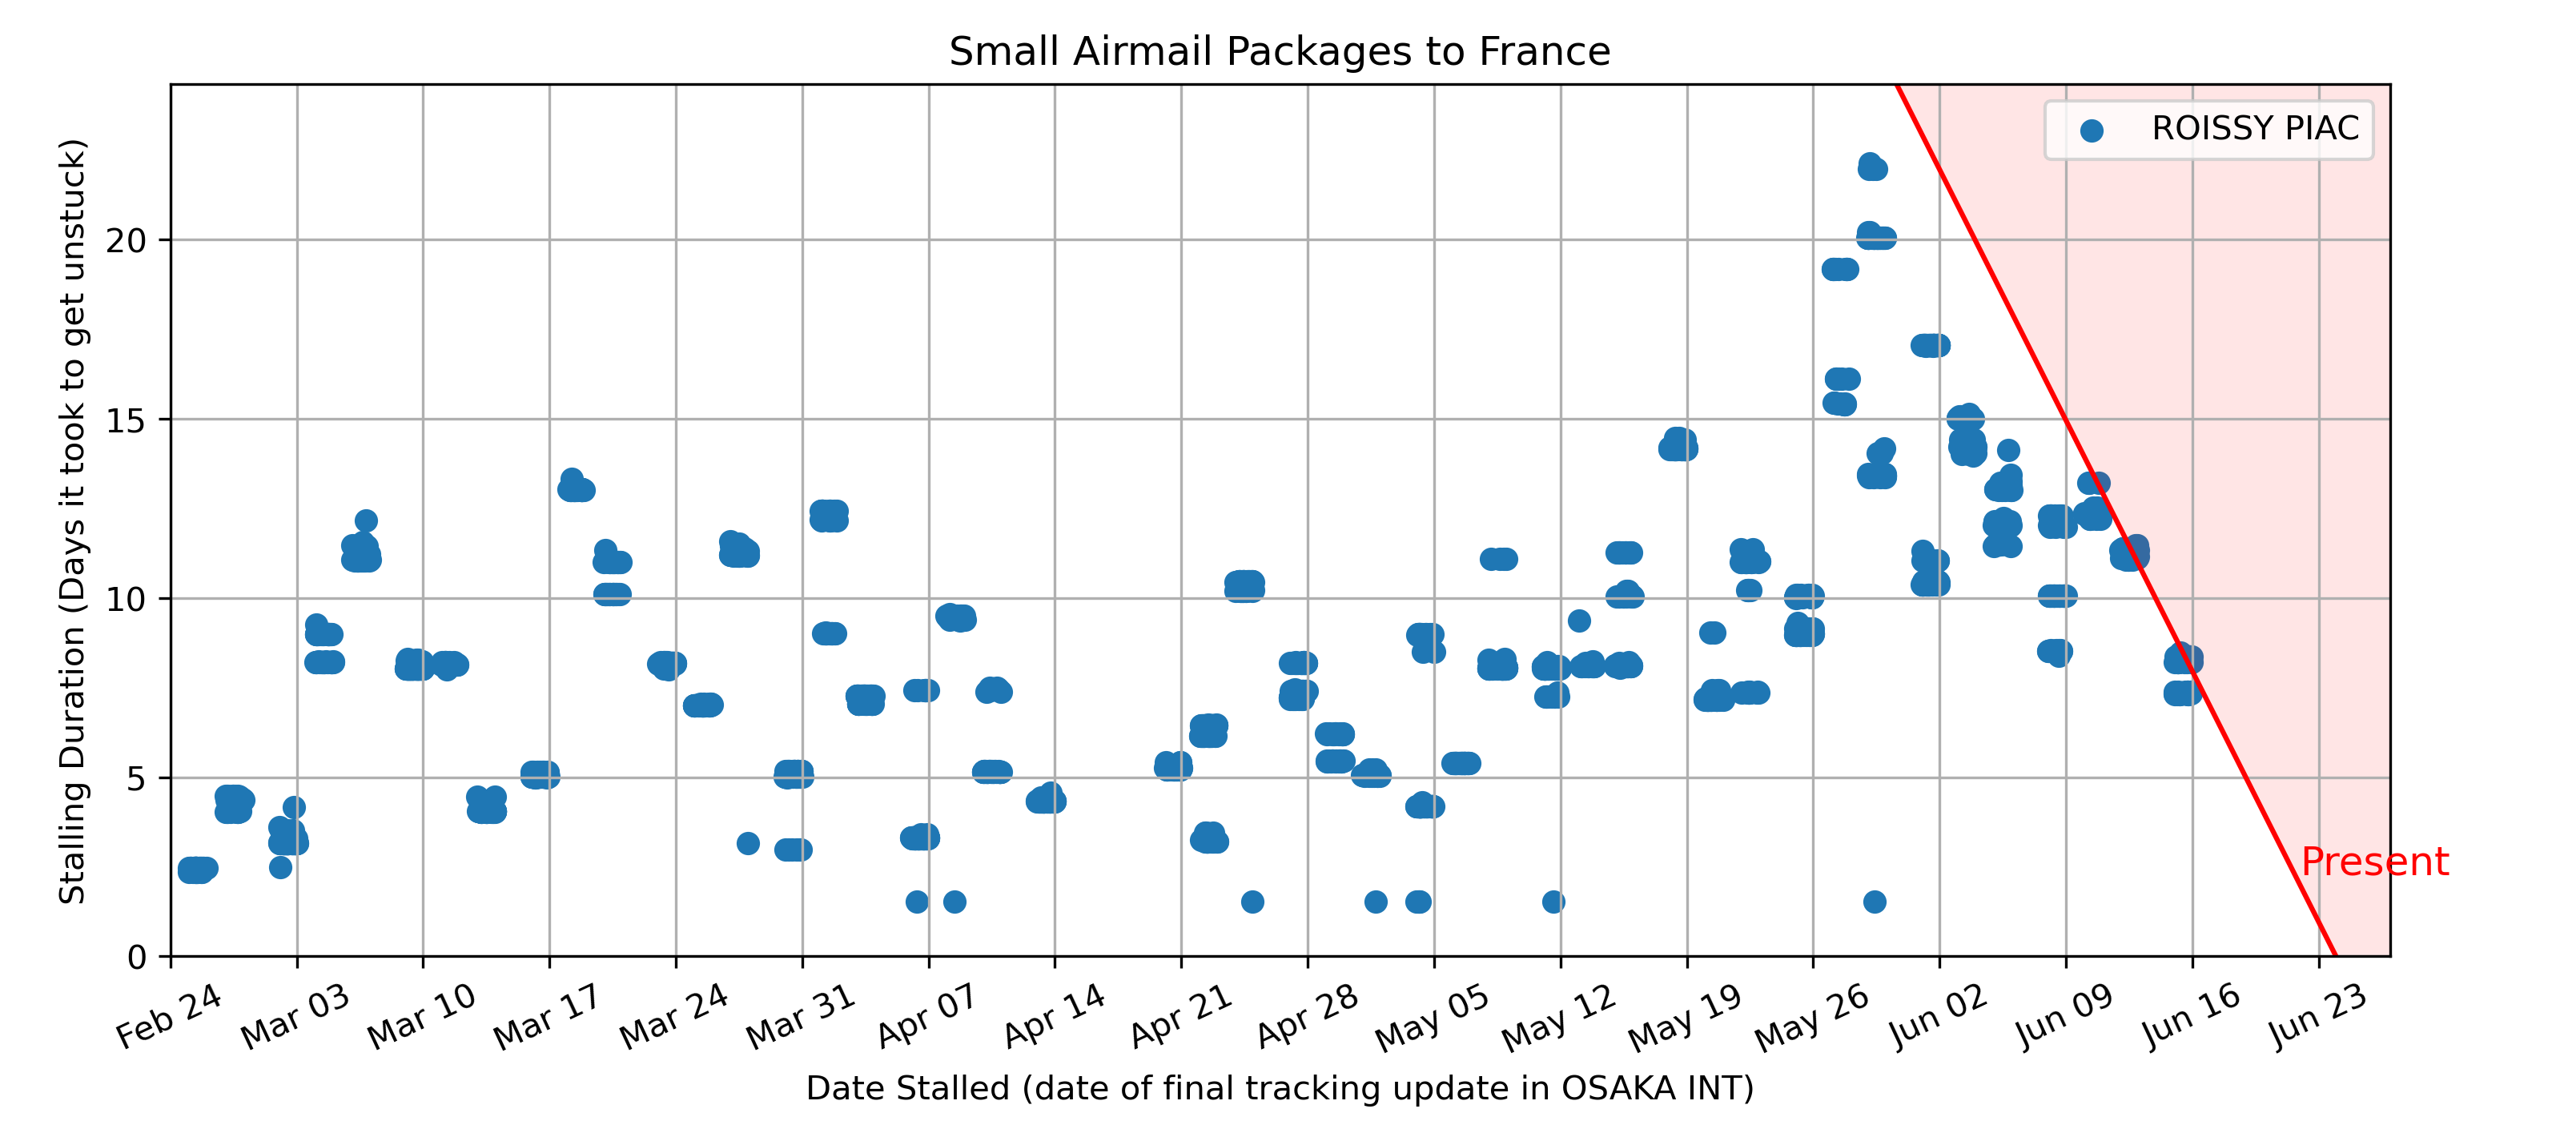 Small Airmail Packages to France
ROISSY PIAC
Stalling Duration (Days it took to get unstuck)
20
15
10
5
0
Present
Feb 24 Mar 03 Mar 10 Mar 17 Mar 24 Mar 31 Apr 07 Apr 14 Apr 21 Apr 28 May 05 May 12 May 19 May 26 Jun 02 Jun 09 Jun 16 Jun 23
Date Stalled (date of final tracking update in OSAKA INT)